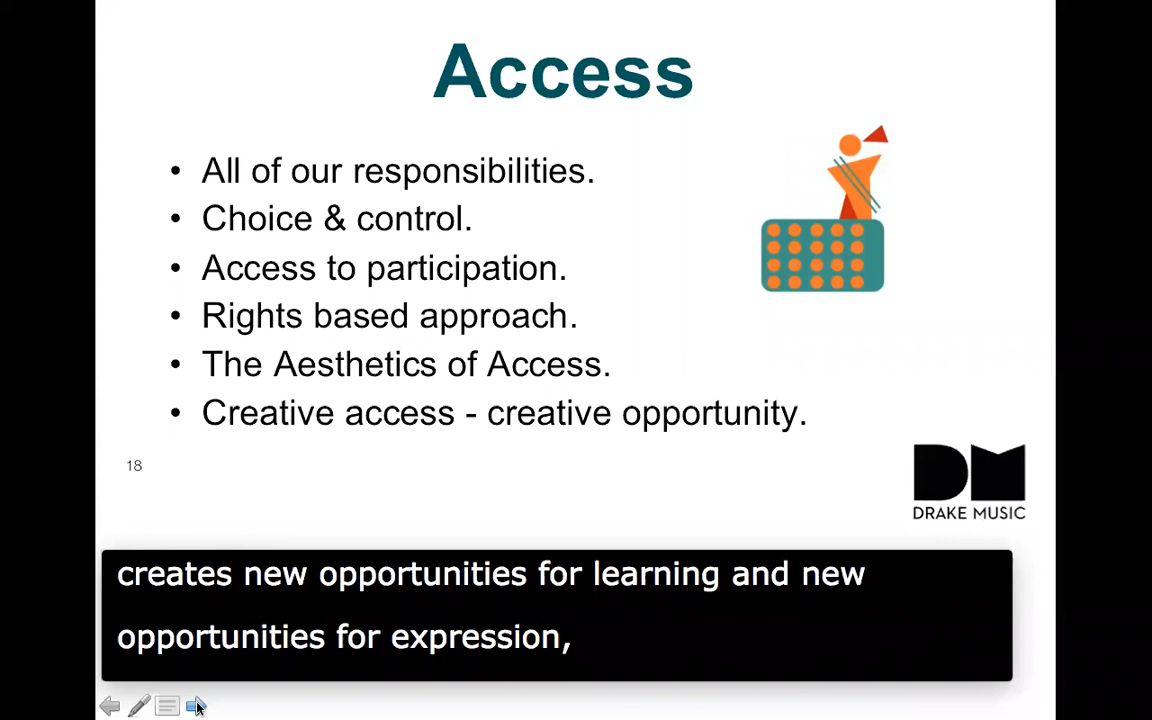 Access
• All of our responsibilities.
• Choice & control.
• Access to participation.
• Rights based approach.
• The Aesthetics of Access.
• Creative access - creative opportunity.
18
DM
DRAKE MUSIC
creates new opportunities for learning and new
opportunities for expression,